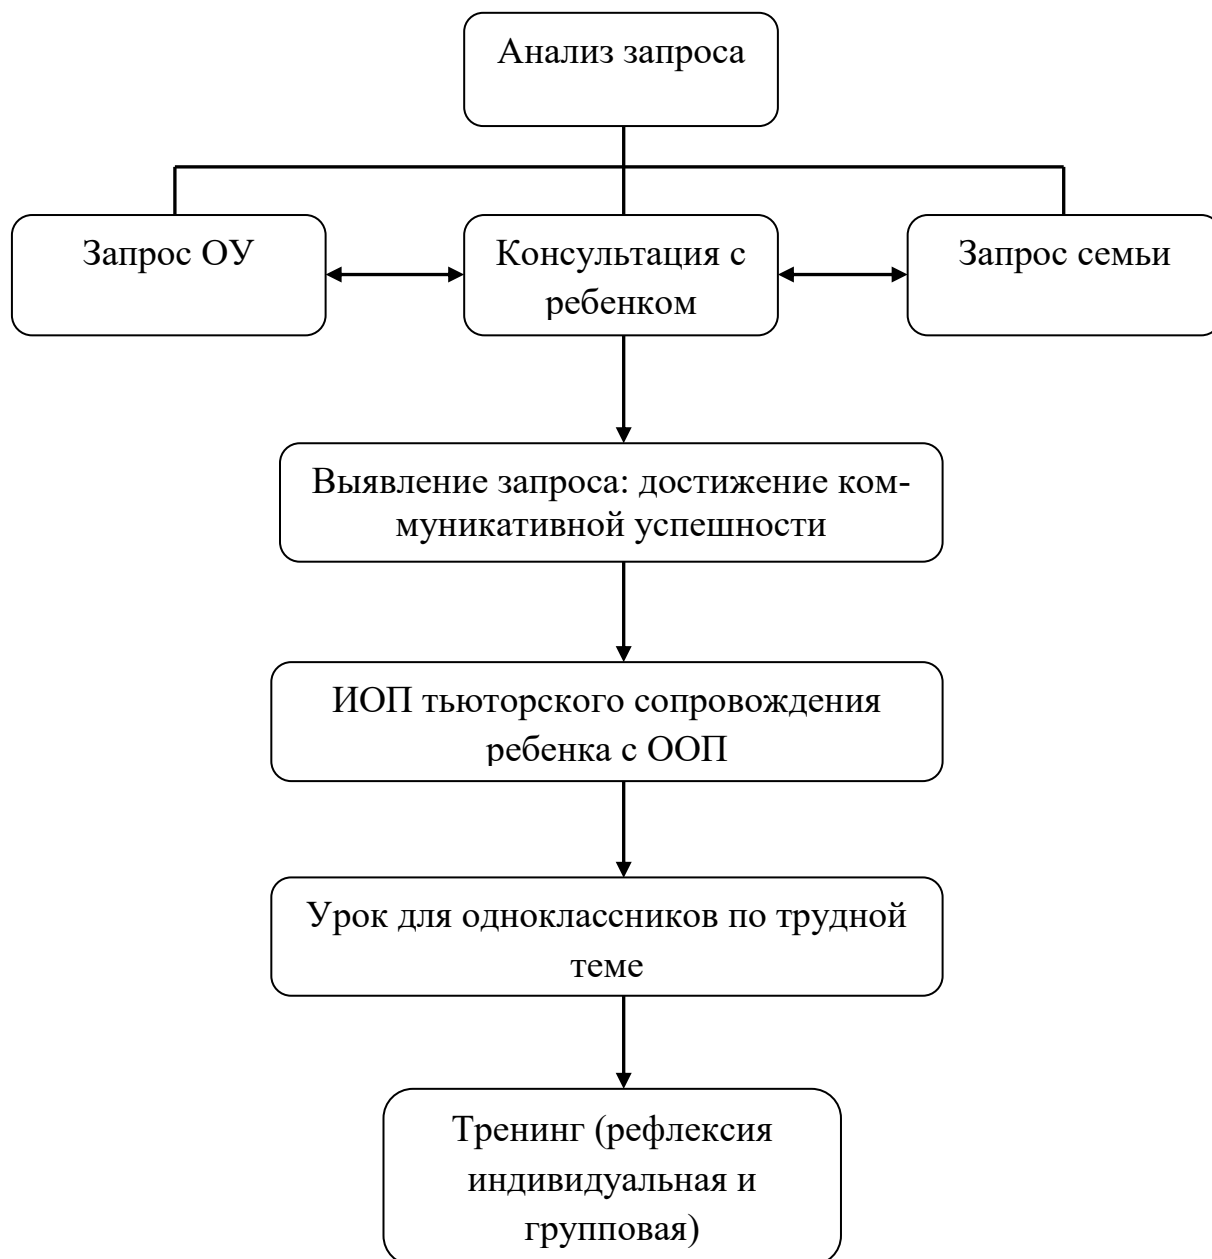 Анализ запроса
Запрос ОУ
Консультация с
ребенком
Запрос семьи
Выявление запроса: достижение ком-
муникативной успешности
ИОП тьюторского сопровождения
ребенка с ООП
Урок для одноклассников по трудной
теме
Тренинг (рефлексия
индивидуальная и
групповая)